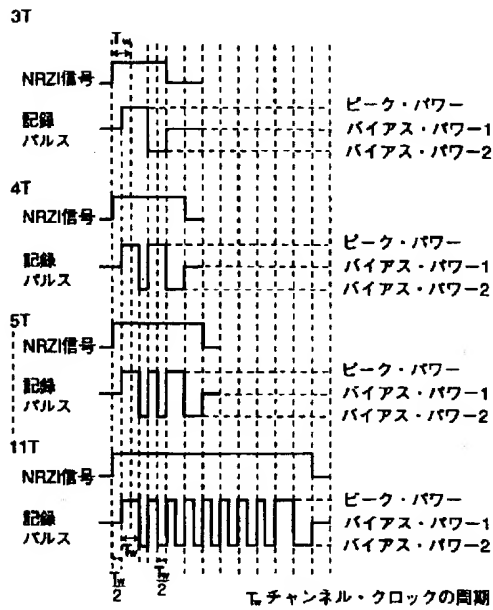 3T
Tw
NRZI信号
記録
パルス
ピーク・パワー
バイアス・パワー1
バイアス・パワー2
4T
NRZI信号
記録
パルス
ピーク・パワー
バイアス・パワー1
バイアス・パワー2
5T
NRZI信号
記録
パルス
ピーク・パワー
バイアス・パワー1
バイアス・パワー2
11T
NRZI信号
記録
パルス
ピーク・パワー
バイアス・パワー1
バイアス・パワー2
Tw
Tw/2
Tw/2
Tw チャンネル・クロックの周期